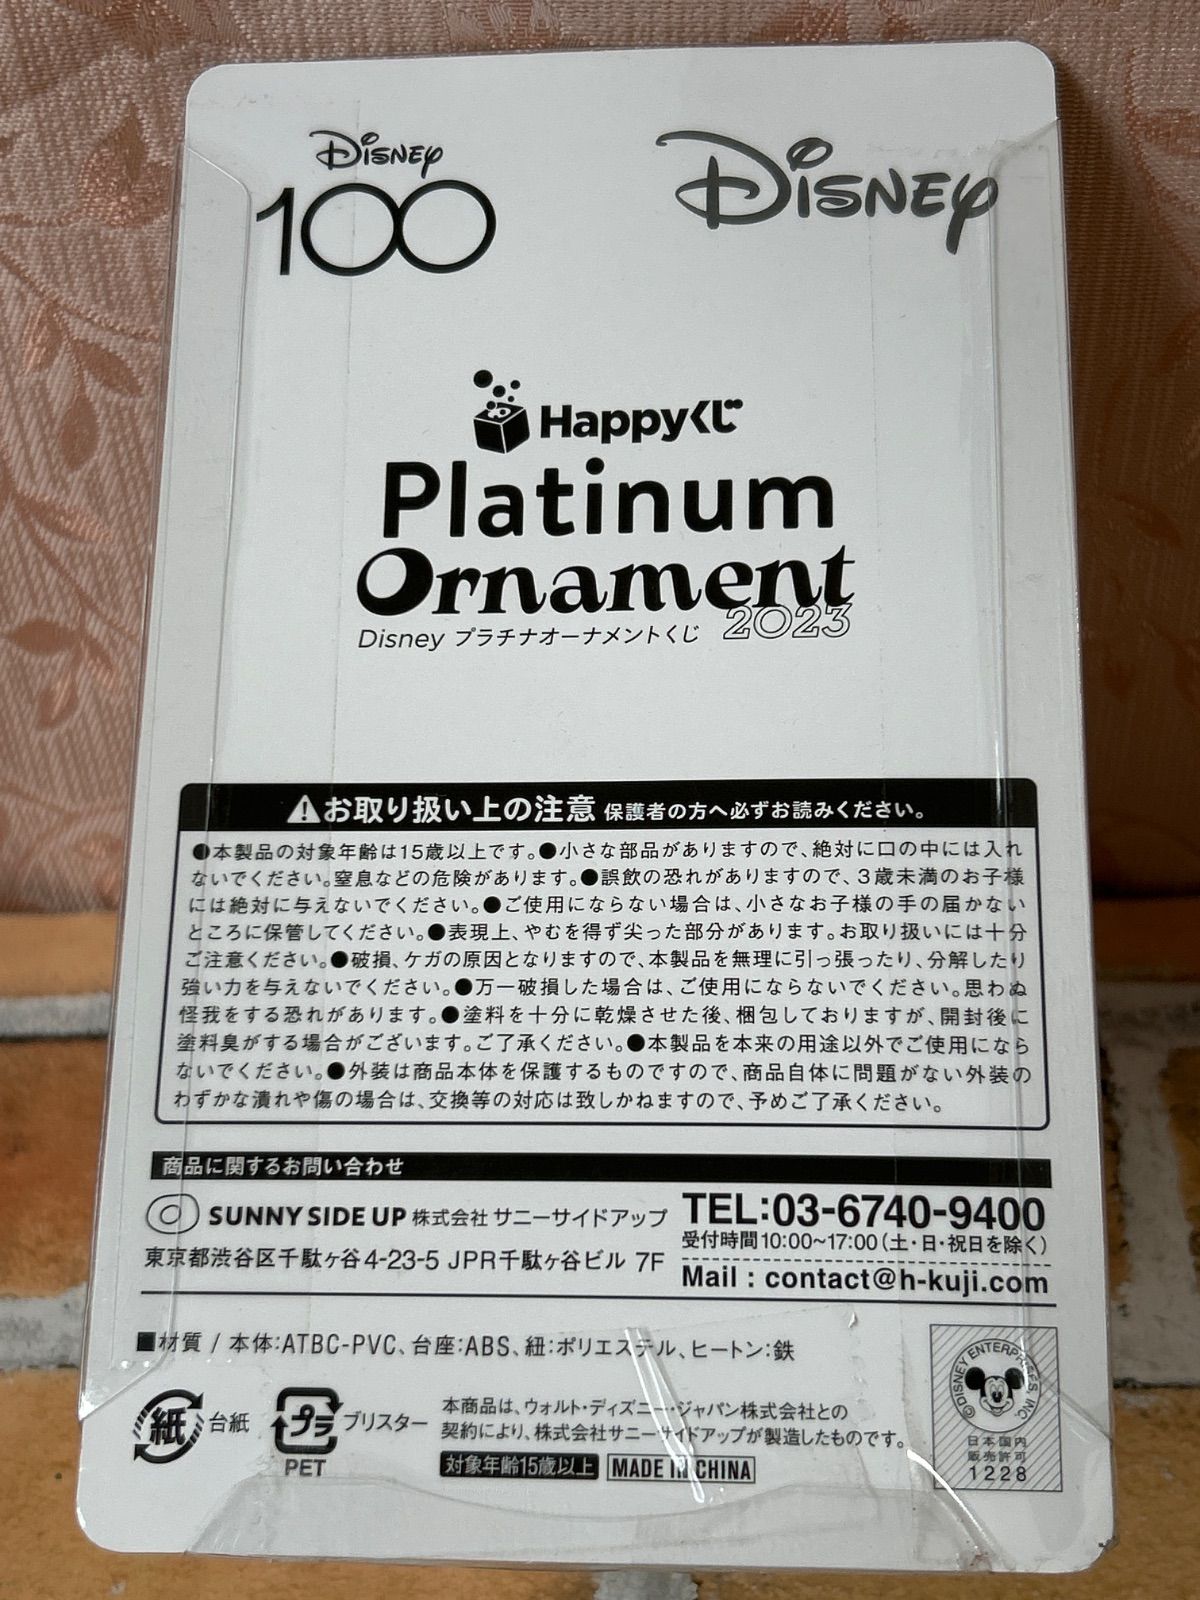 Disney
100
Disney
Happyくじ
Platinum
Ornament
2023
Disney プラチナオーナメントくじ
⚠お取り扱い上の注意 保護者の方へ必ずお読みください。
●本製品の対象年齢は15歳以上です。●小さな部品がありますので、絶対に口の中には入れ
ないでください。窒息などの危険があります。●誤飲の恐れがありますので、3歳未満のお子様
には絶対に与えないでください。●ご使用にならない場合は、小さなお子様の手の届かない
ところに保管してください。●表現上、やむを得ず尖った部分があります。お取り扱いには十分
ご注意ください。●破損、ケガの原因となりますので、本製品を無理に引っ張ったり、分解したり
強い力を与えないでください。●万一破損した場合は、ご使用にならないでください。思わぬ
怪我をする恐れがあります。●塗料を十分に乾燥させた後、梱包しておりますが、開封後に
塗料臭がする場合がございます。ご了承ください。●本製品を本来の用途以外でご使用になら
ないでください。●外装は商品本体を保護するものですので、商品自体に問題がない外装の
わずかな潰れや傷の場合は、交換等の対応は致しかねますので、予めご了承ください。
商品に関するお問い合わせ
SUNNY SIDE UP 株式会社 サニーサイドアップ
東京都渋谷区千駄ヶ谷4-23-5 JPR千駄ヶ谷ビル 7F
TEL:03-6740-9400
受付時間10:00~17:00(土・日・祝日を除く)
Mail : contact@h-kuji.com
■材質 / 本体:ATBC-PVC、台座:ABS、紐:ポリエステル、ヒートン:鉄
紙 台紙
プラ ブリスター
PET
本商品は、ウォルト・ディズニー・ジャパン株式会社との
契約により、株式会社サニーサイドアップが製造したものです。
対象年齢15歳以上 MADE IN CHINA
©DISNEY ENTERPRISES INC.
日本国内
販売許可
1228